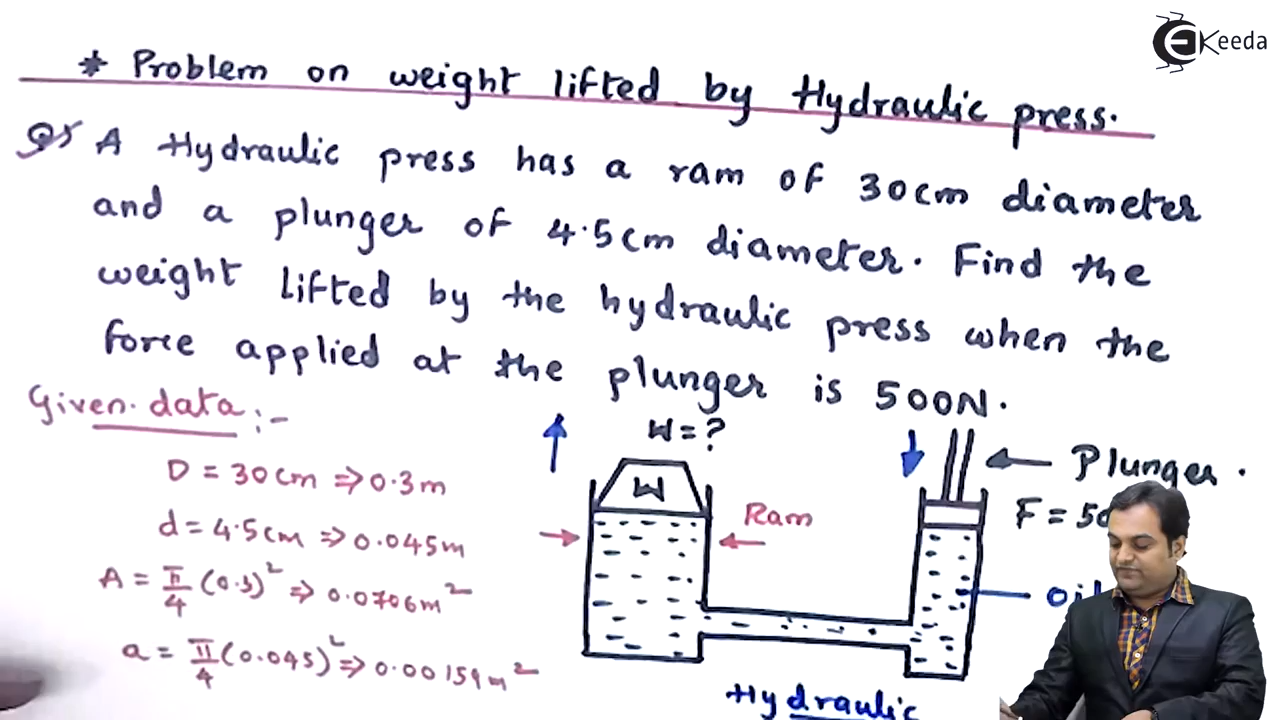 EKeeda
* Problem on weight lifted by Hydraulic press.
Q> A Hydraulic press has a ram of 30cm diameter
and a plunger of 4.5cm diameter. Find the
weight lifted by the hydraulic press when the
force applied at the plunger is 500N.
Given data :-
D = 30cm ⇒ 0.3m
d = 4.5cm ⇒ 0.045m
A = π/4 (0.3)² ⇒ 0.0706m²
a = π/4 (0.045)² ⇒ 0.00159m²
W = ?
W
Ram
Plunger.
F = 50
Hydraulic